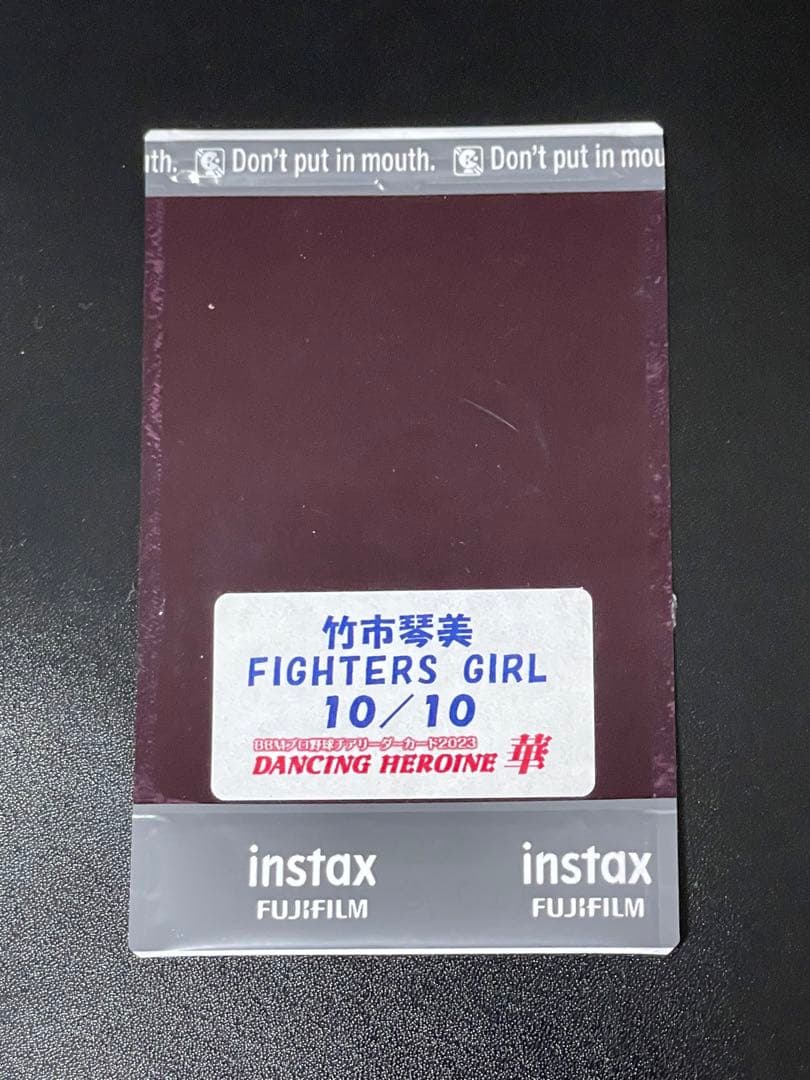 uth. Don't put in mouth. Don't put in mou
竹市琴美
FIGHTERS GIRL
10/10
BBMプロ野球チアリーダーカード2023
DANCING HEROINE 華
instax instax
FUJIFILM FUJIFILM